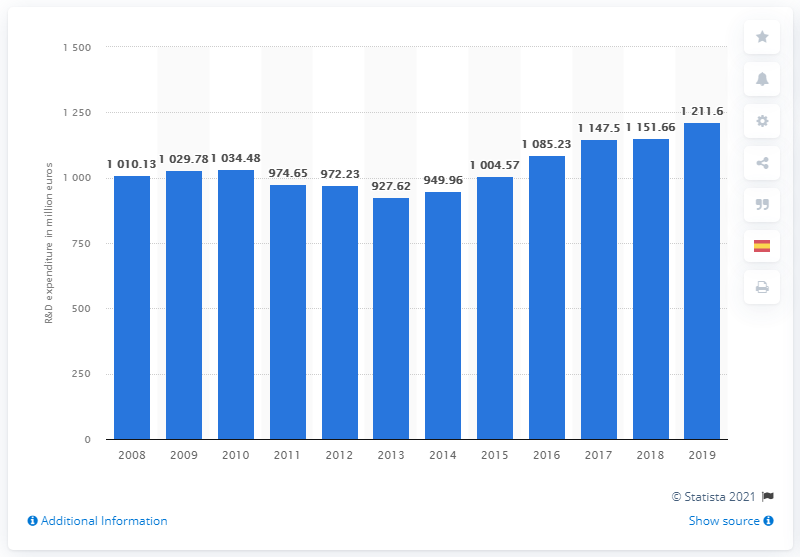 1 500
1 250
1 000
750
500
250
0
R&D expenditure in million euros
1 010.13 1 029.78 1 034.48 974.65 972.23 927.62 949.96 1 004.57 1 085.23 1 147.5 1 151.66 1 211.6
2008 2009 2010 2011 2012 2013 2014 2015 2016 2017 2018 2019
© Statista 2021
Additional Information
Show source